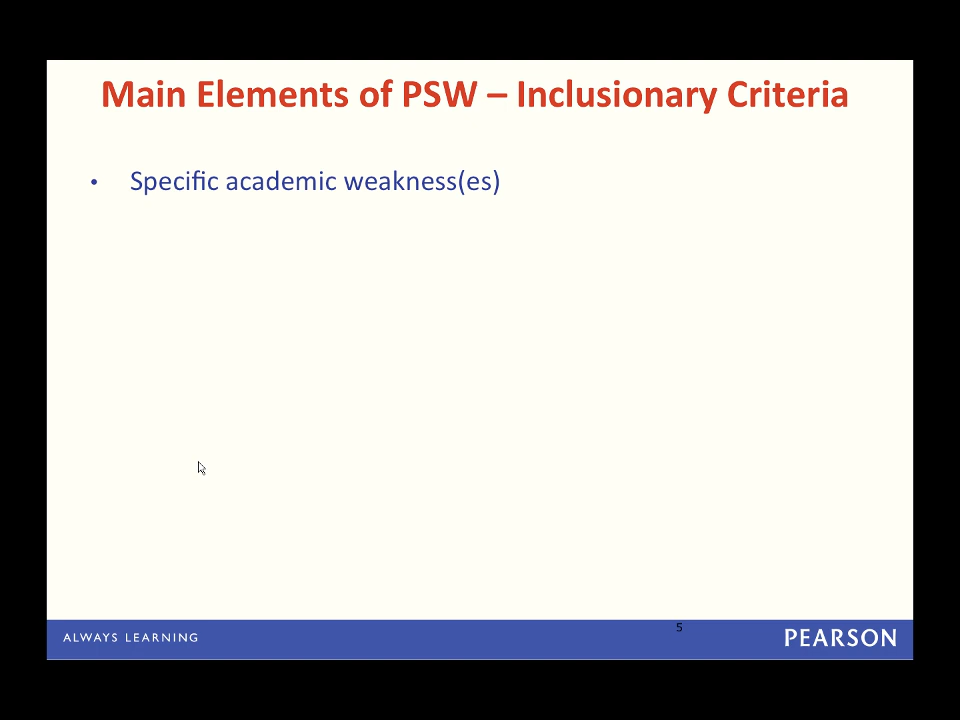 Main Elements of PSW – Inclusionary Criteria
• Specific academic weakness(es)
5
ALWAYS LEARNING
PEARSON